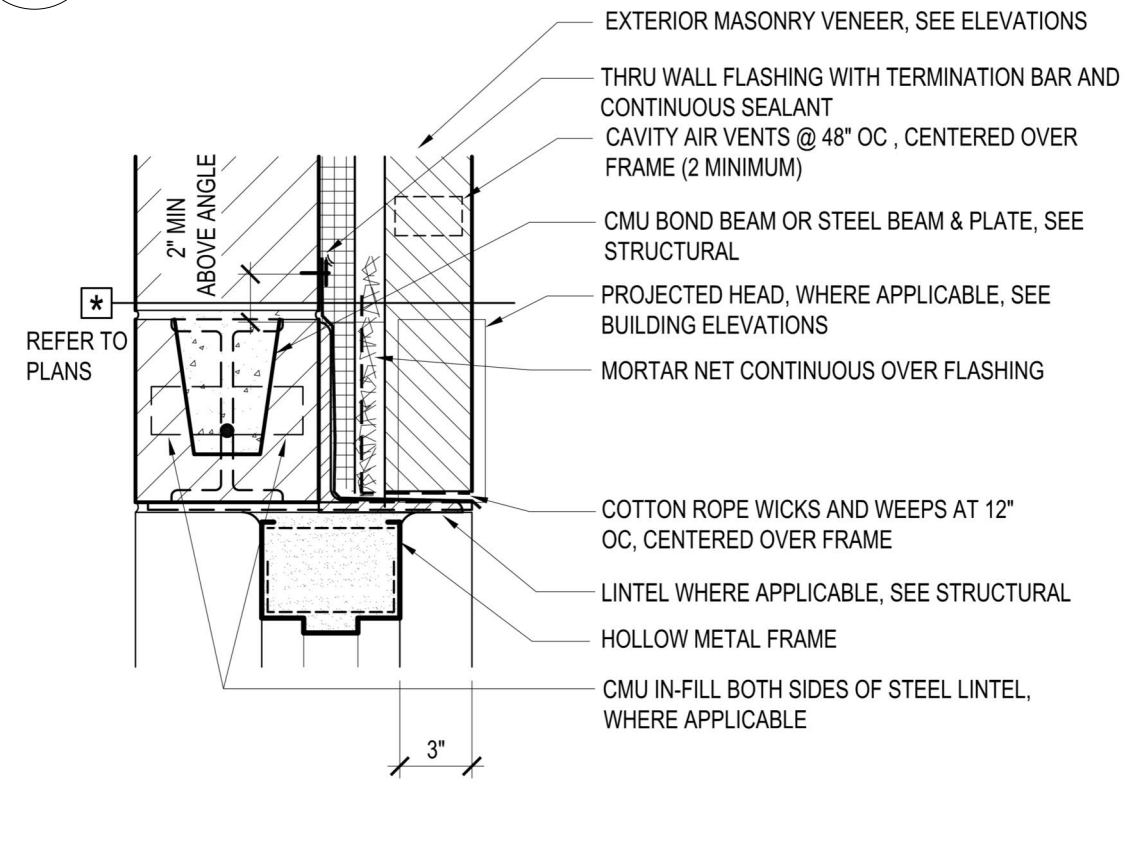 EXTERIOR MASONRY VENEER, SEE ELEVATIONS
THRU WALL FLASHING WITH TERMINATION BAR AND
CONTINUOUS SEALANT
CAVITY AIR VENTS @ 48" OC , CENTERED OVER
FRAME (2 MINIMUM)
CMU BOND BEAM OR STEEL BEAM & PLATE, SEE
STRUCTURAL
PROJECTED HEAD, WHERE APPLICABLE, SEE
BUILDING ELEVATIONS
MORTAR NET CONTINUOUS OVER FLASHING
COTTON ROPE WICKS AND WEEPS AT 12"
OC, CENTERED OVER FRAME
LINTEL WHERE APPLICABLE, SEE STRUCTURAL
HOLLOW METAL FRAME
CMU IN-FILL BOTH SIDES OF STEEL LINTEL,
WHERE APPLICABLE
2" MIN
ABOVE ANGLE
*
REFER TO
PLANS
3"